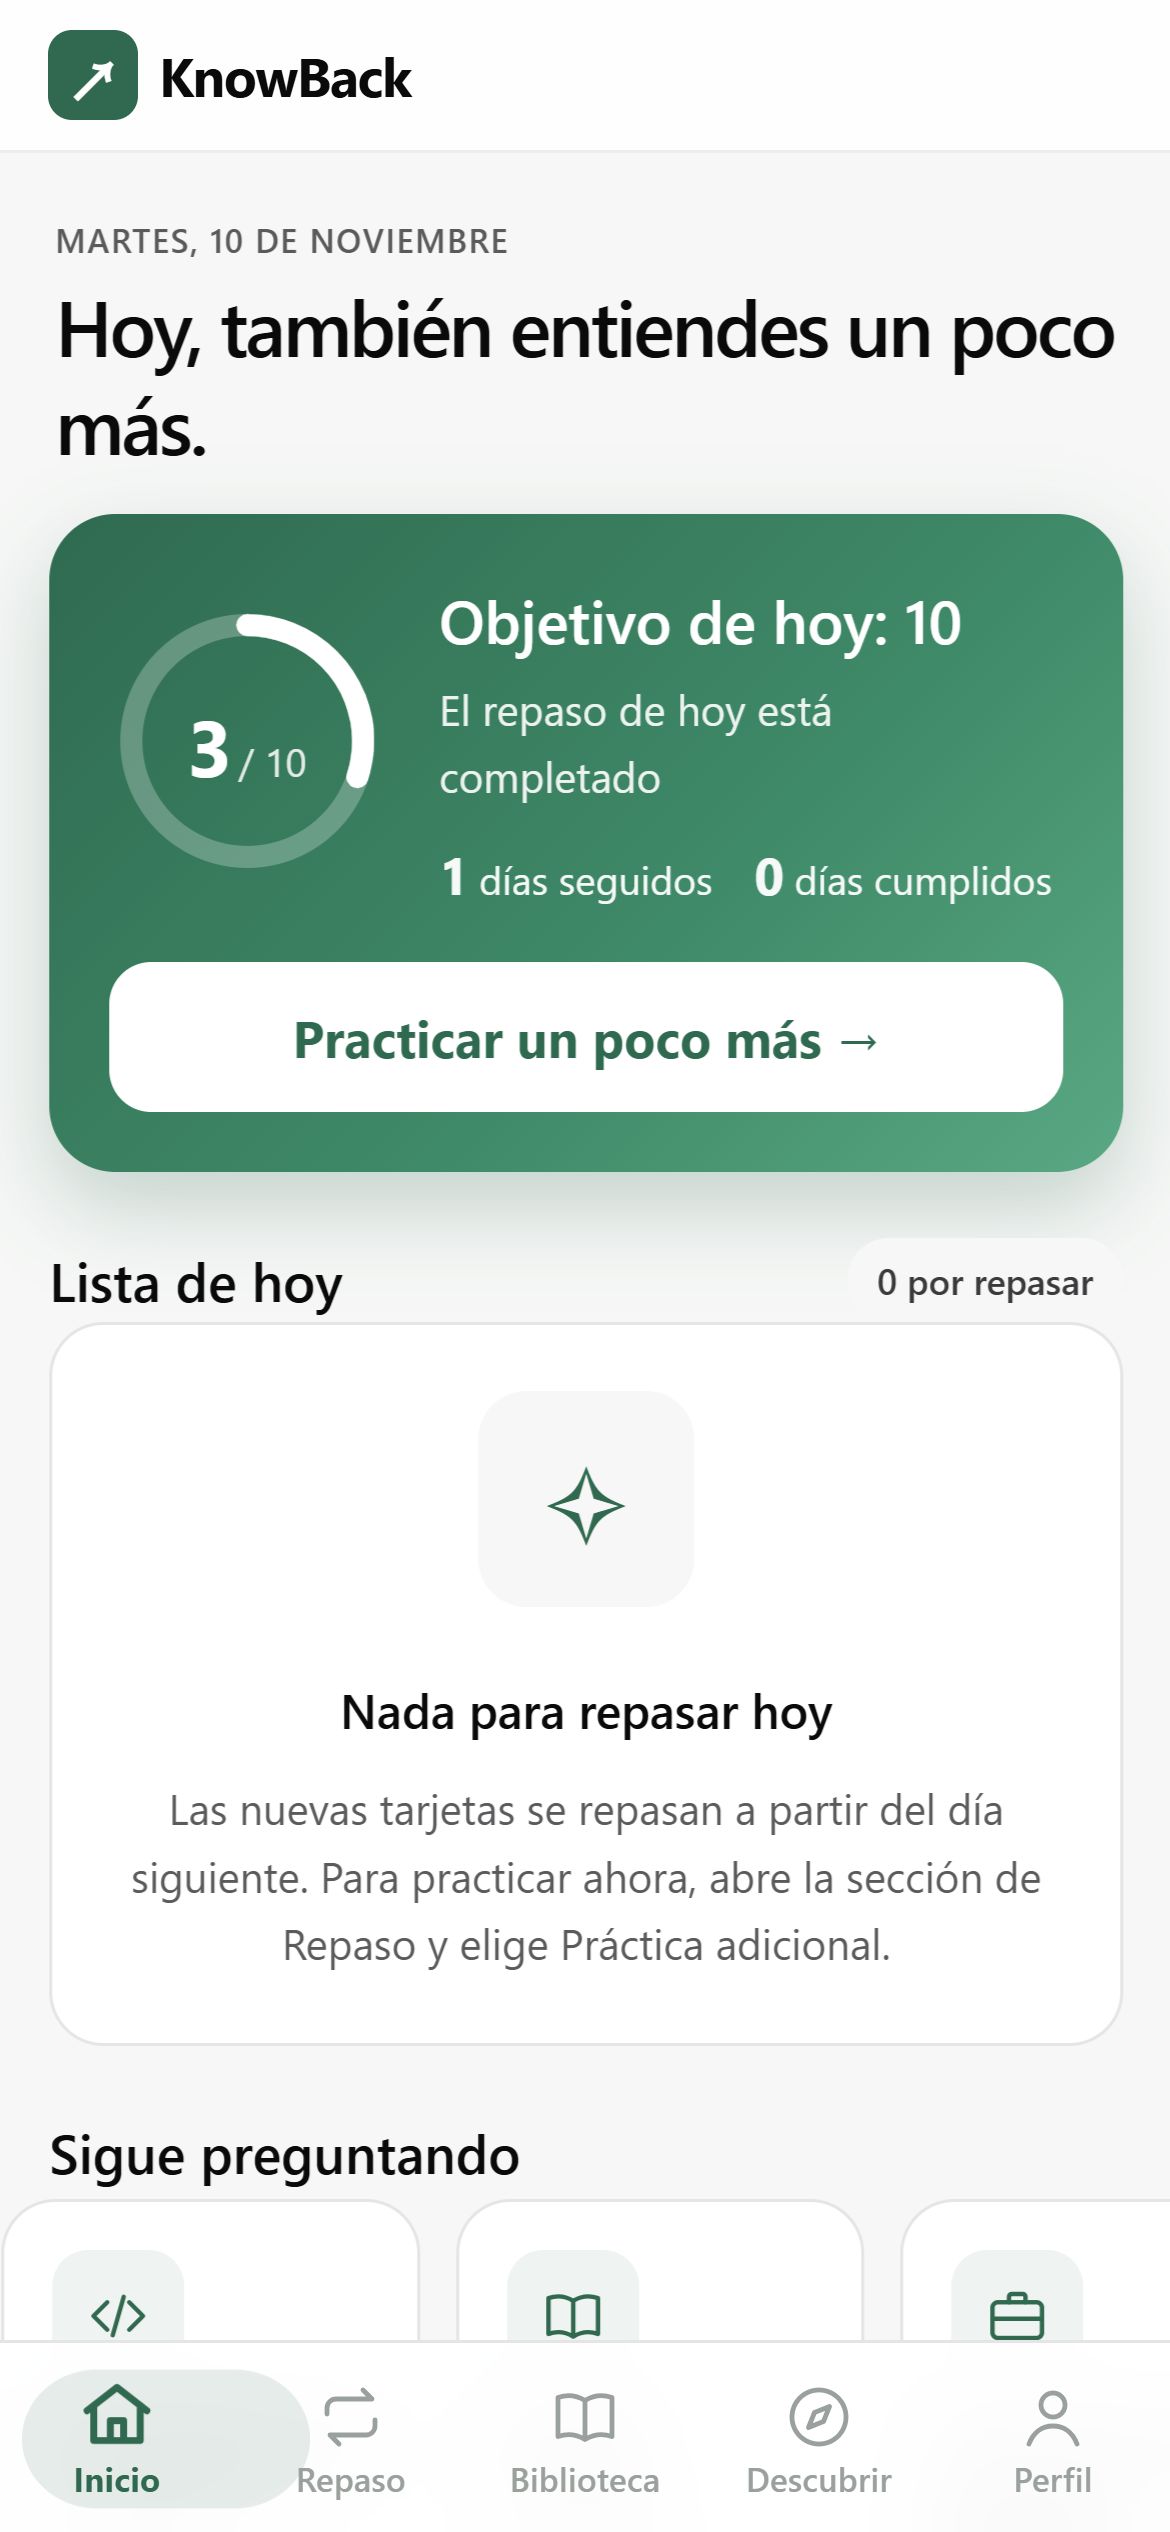 KnowBack
MARTES, 10 DE NOVIEMBRE
Hoy, también entiendes un poco
más.
3 / 10
Objetivo de hoy: 10
El repaso de hoy está
completado
1 días seguidos 0 días cumplidos
Practicar un poco más →
Lista de hoy
0 por repasar
Nada para repasar hoy
Las nuevas tarjetas se repasan a partir del día
siguiente. Para practicar ahora, abre la sección de
Repaso y elige Práctica adicional.
Sigue preguntando
Inicio
Repaso
Biblioteca
Descubrir
Perfil